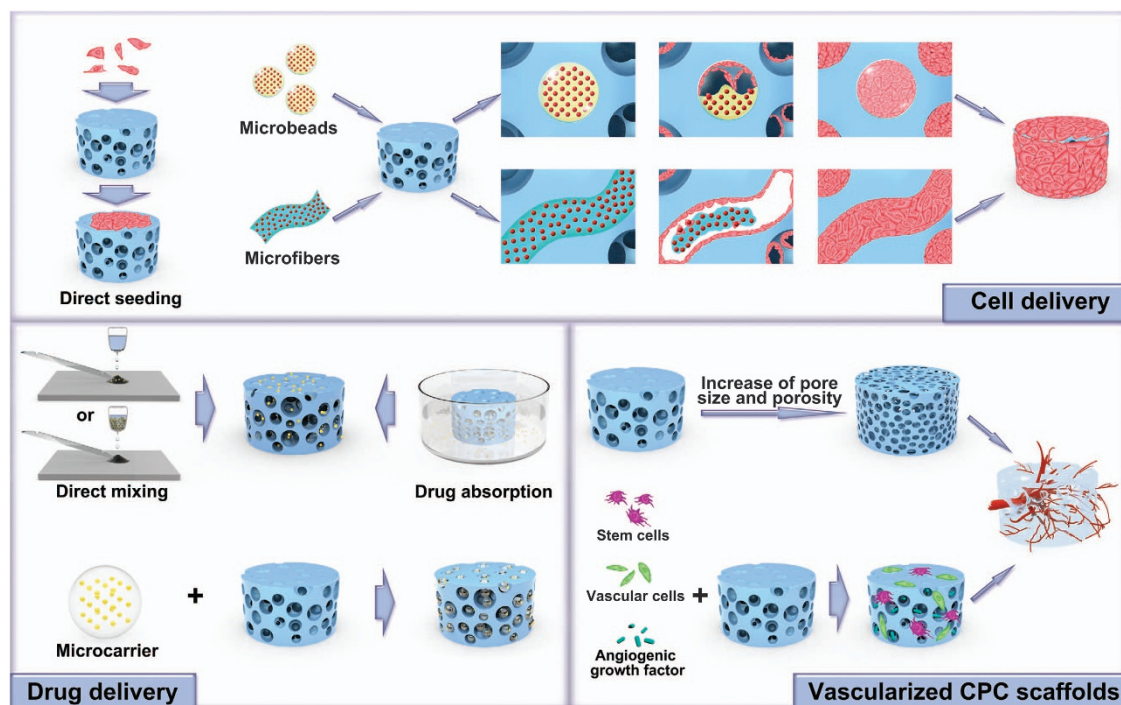 Microbeads
Microfibers
Direct seeding
Cell delivery
or
Direct mixing
Drug absorption
+
Microcarrier
Drug delivery
Increase of pore
size and porosity
Stem cells
Vascular cells
+
Angiogenic
growth factor
Vascularized CPC scaffolds